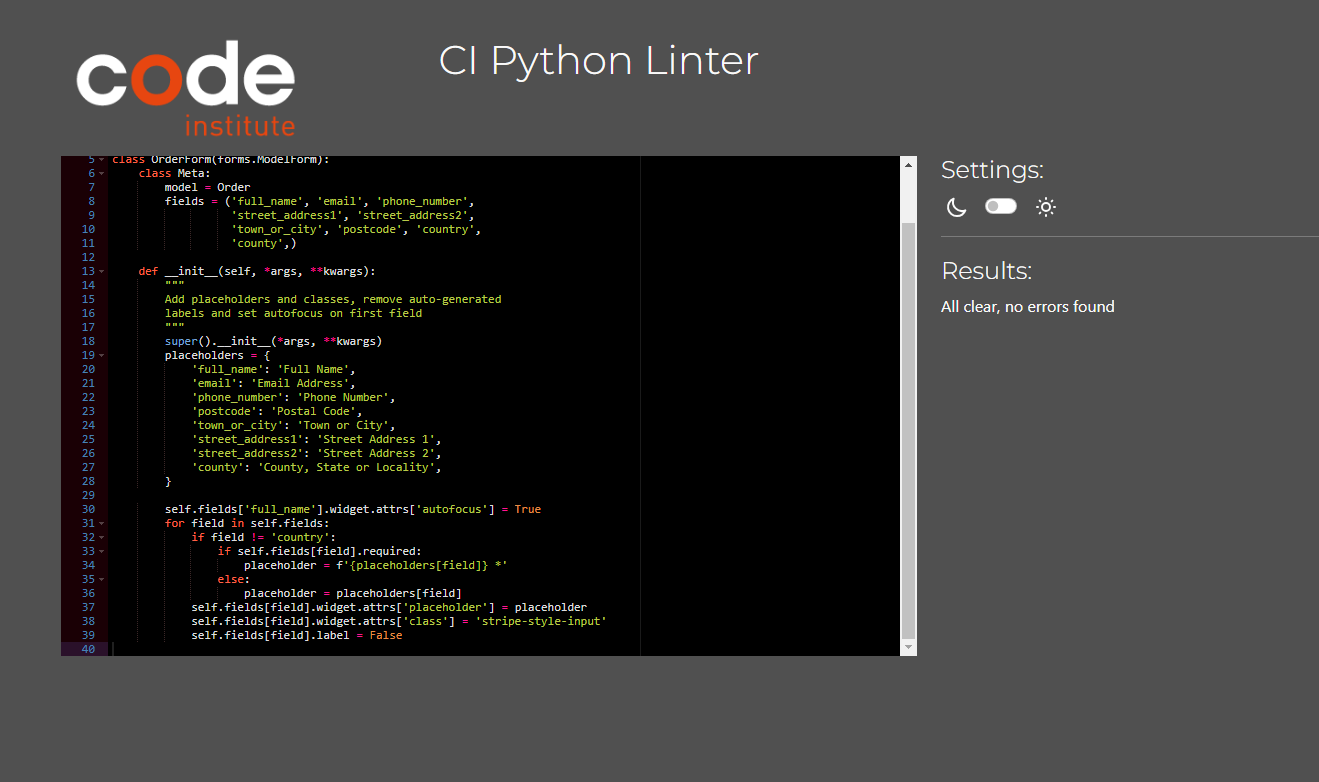 code
institute
CI Python Linter
5 class OrderForm(forms.ModelForm):
6     class Meta:
7         model = Order
8         fields = ('full_name', 'email', 'phone_number',
9                   'street_address1', 'street_address2',
10                   'town_or_city', 'postcode', 'country',
11                   'county',)
12
13     def __init__(self, *args, **kwargs):
14         """
15         Add placeholders and classes, remove auto-generated
16         labels and set autofocus on first field
17         """
18         super().__init__(*args, **kwargs)
19         placeholders = {
20             'full_name': 'Full Name',
21             'email': 'Email Address',
22             'phone_number': 'Phone Number',
23             'postcode': 'Postal Code',
24             'town_or_city': 'Town or City',
25             'street_address1': 'Street Address 1',
26             'street_address2': 'Street Address 2',
27             'county': 'County, State or Locality',
28         }
29
30         self.fields['full_name'].widget.attrs['autofocus'] = True
31         for field in self.fields:
32             if field != 'country':
33                 if self.fields[field].required:
34                     placeholder = f'{placeholders[field]} *'
35                 else:
36                     placeholder = placeholders[field]
37             self.fields[field].widget.attrs['placeholder'] = placeholder
38             self.fields[field].widget.attrs['class'] = 'stripe-style-input'
39             self.fields[field].label = False
40
Settings:
Results:
All clear, no errors found